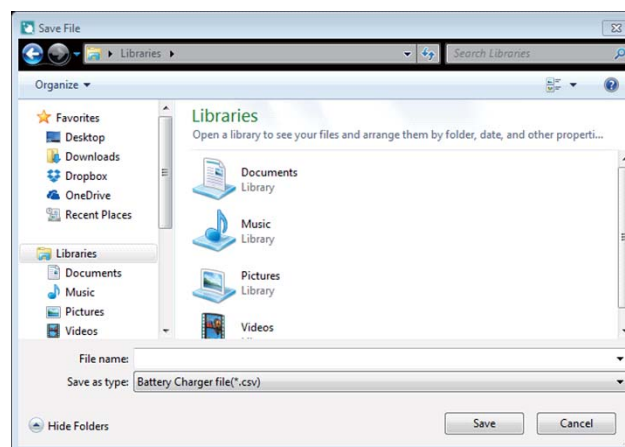 Save File
Libraries
Search Libraries
Organize
Favorites
Desktop
Downloads
Dropbox
OneDrive
Recent Places
Libraries
Documents
Music
Pictures
Videos
Libraries
Open a library to see your files and arrange them by folder, date, and other properti...
Documents
Library
Music
Library
Pictures
Library
Videos
File name:
Save as type: Battery Charger file(*.csv)
Hide Folders
Save
Cancel